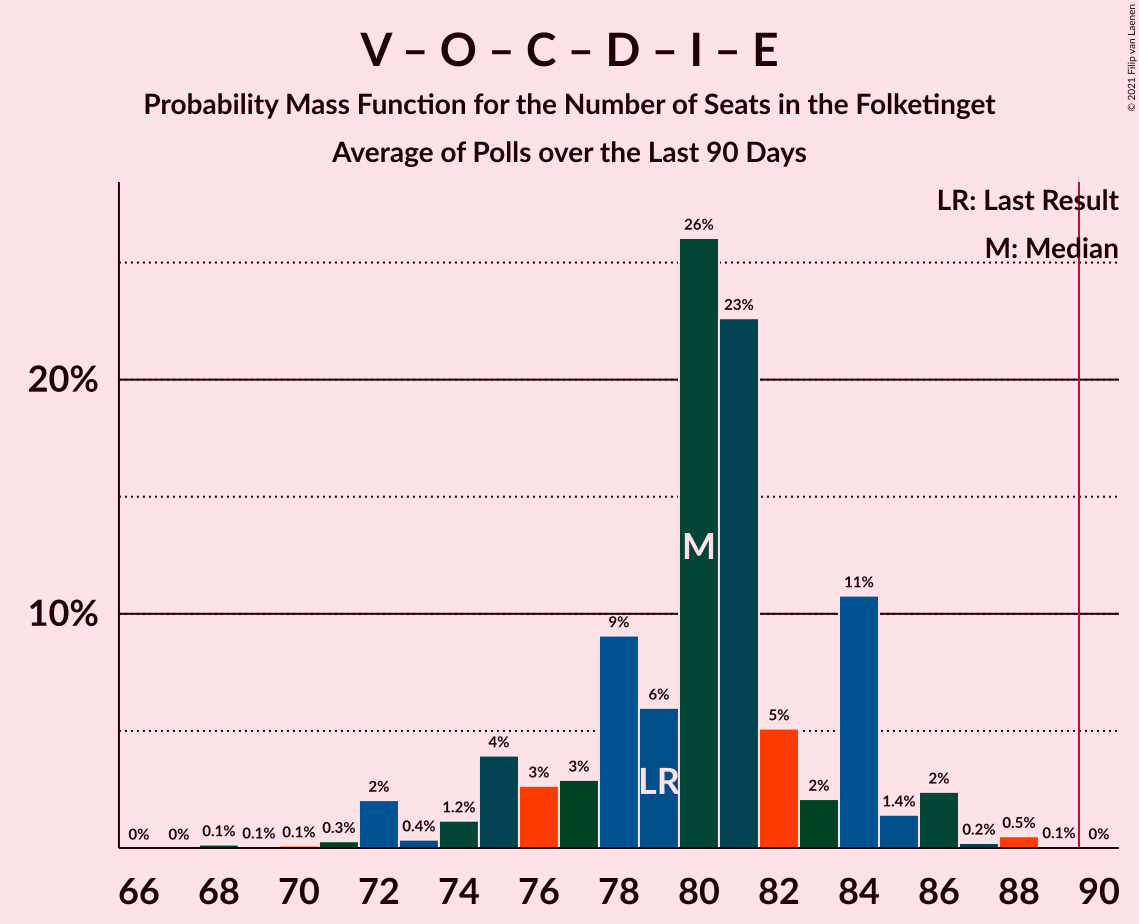 V – O – C – D – I – E
Probability Mass Function for the Number of Seats in the Folketinget
Average of Polls over the Last 90 Days
© 2021 Filip van Laenen
LR: Last Result
M: Median
20%
10%
0% 0% 0.1% 0.1% 0.1% 0.3% 2% 0.4% 1.2% 4% 3% 3% 9% 6% 26% 23% 5% 2% 11% 1.4% 2% 0.2% 0.5% 0.1% 0%
M
LR
66 68 70 72 74 76 78 80 82 84 86 88 90